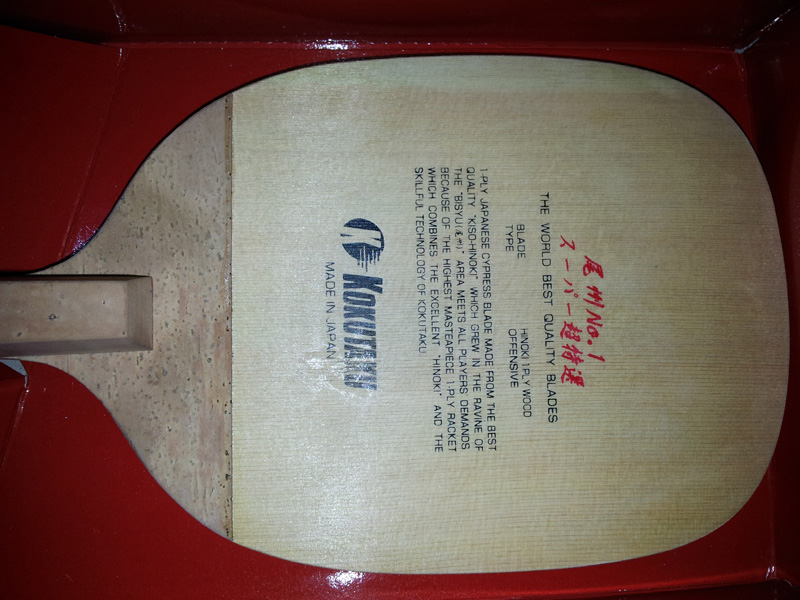 尾州No.1
スーパー超特選
THE WORLD BEST QUALITY BLADES
BLADE HINOKI 1 PLY WOOD
TYPE OFFENSIVE
1-PLY JAPANESE CYPRESS BLADE MADE FROM THE BEST
QUALITY "KISO-HINOKI" WHICH GREW IN THE RAVINE OF
THE "BISYU(尾州)" AREA MEETS ALL PLAYERS DEMANDS
BECAUSE OF THE HIGHEST MASTEAPIECE 1-PLY RACKET
WHICH COMBINES THE EXCELLENT "HINOKI" AND THE
SKILLFUL TECHNOLOGY OF KOKUTAKU
KOKUTAKU
MADE IN JAPAN